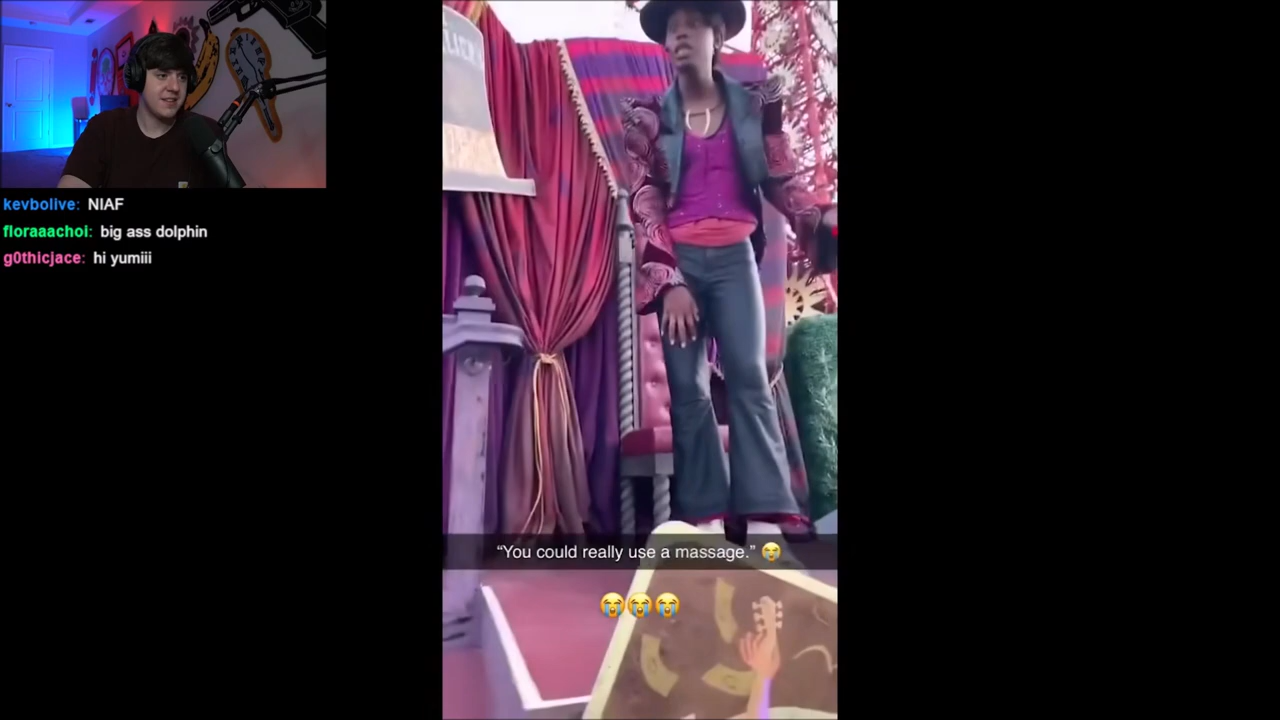 kevbolive: NIAF
floraaachoi: big ass dolphin
g0thicjace: hi yumiii
“You could really use a massage.” 😭
😭😭😭